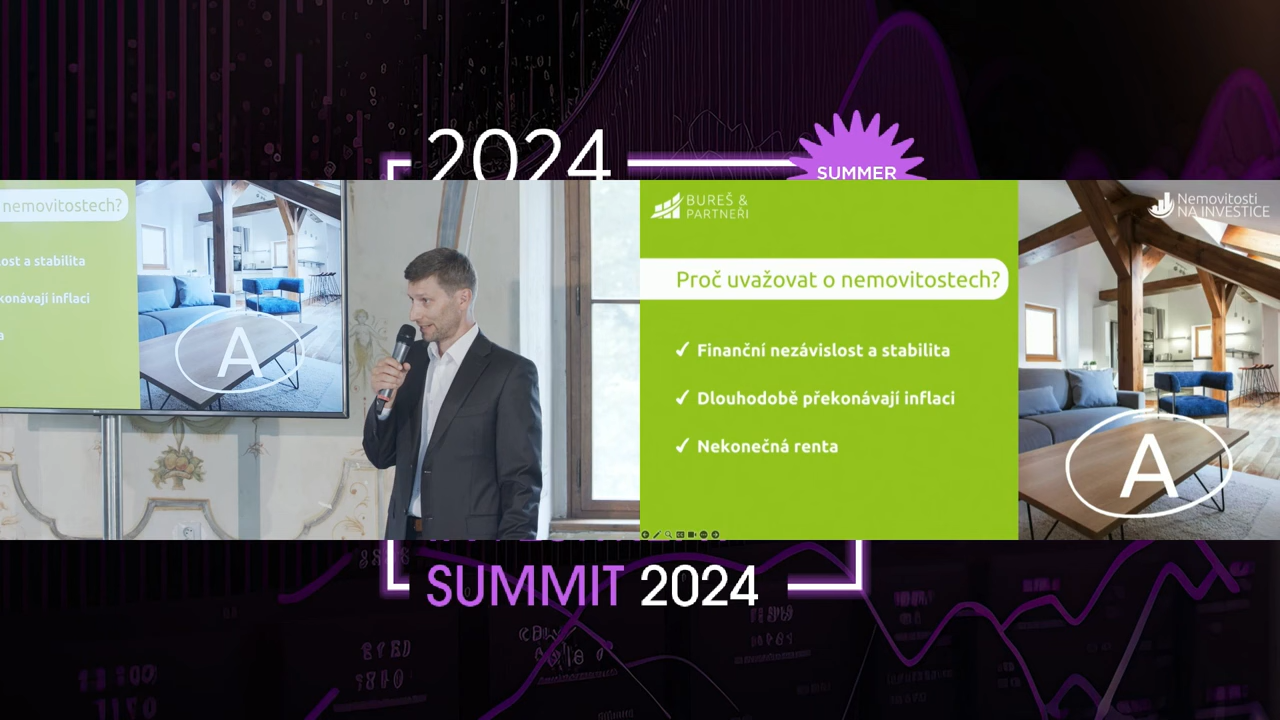 2024
SUMMER
nemovitostech?
ost a stabilita
konávají inflaci
a
A
BUREŠ &
PARTNEŘI
Nemovitosti
NA INVESTICE
Proč uvažovat o nemovitostech?
✓ Finanční nezávislost a stabilita
✓ Dlouhodobě překonávají inflaci
✓ Nekonečná renta
A
SUMMIT 2024